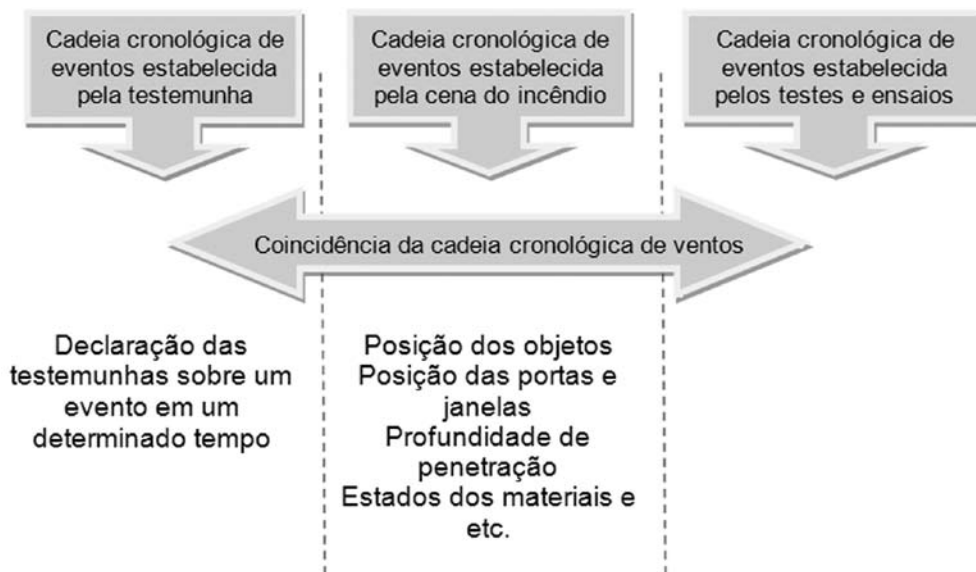 Cadeia cronológica de
eventos estabelecida
pela testemunha
Cadeia cronológica de
eventos estabelecida
pela cena do incêndio
Cadeia cronológica de
eventos estabelecida
pelos testes e ensaios
Coincidência da cadeia cronológica de ventos
Declaração das
testemunhas sobre um
evento em um
determinado tempo
Posição dos objetos
Posição das portas e
janelas
Profundidade de
penetração
Estados dos materiais e
etc.